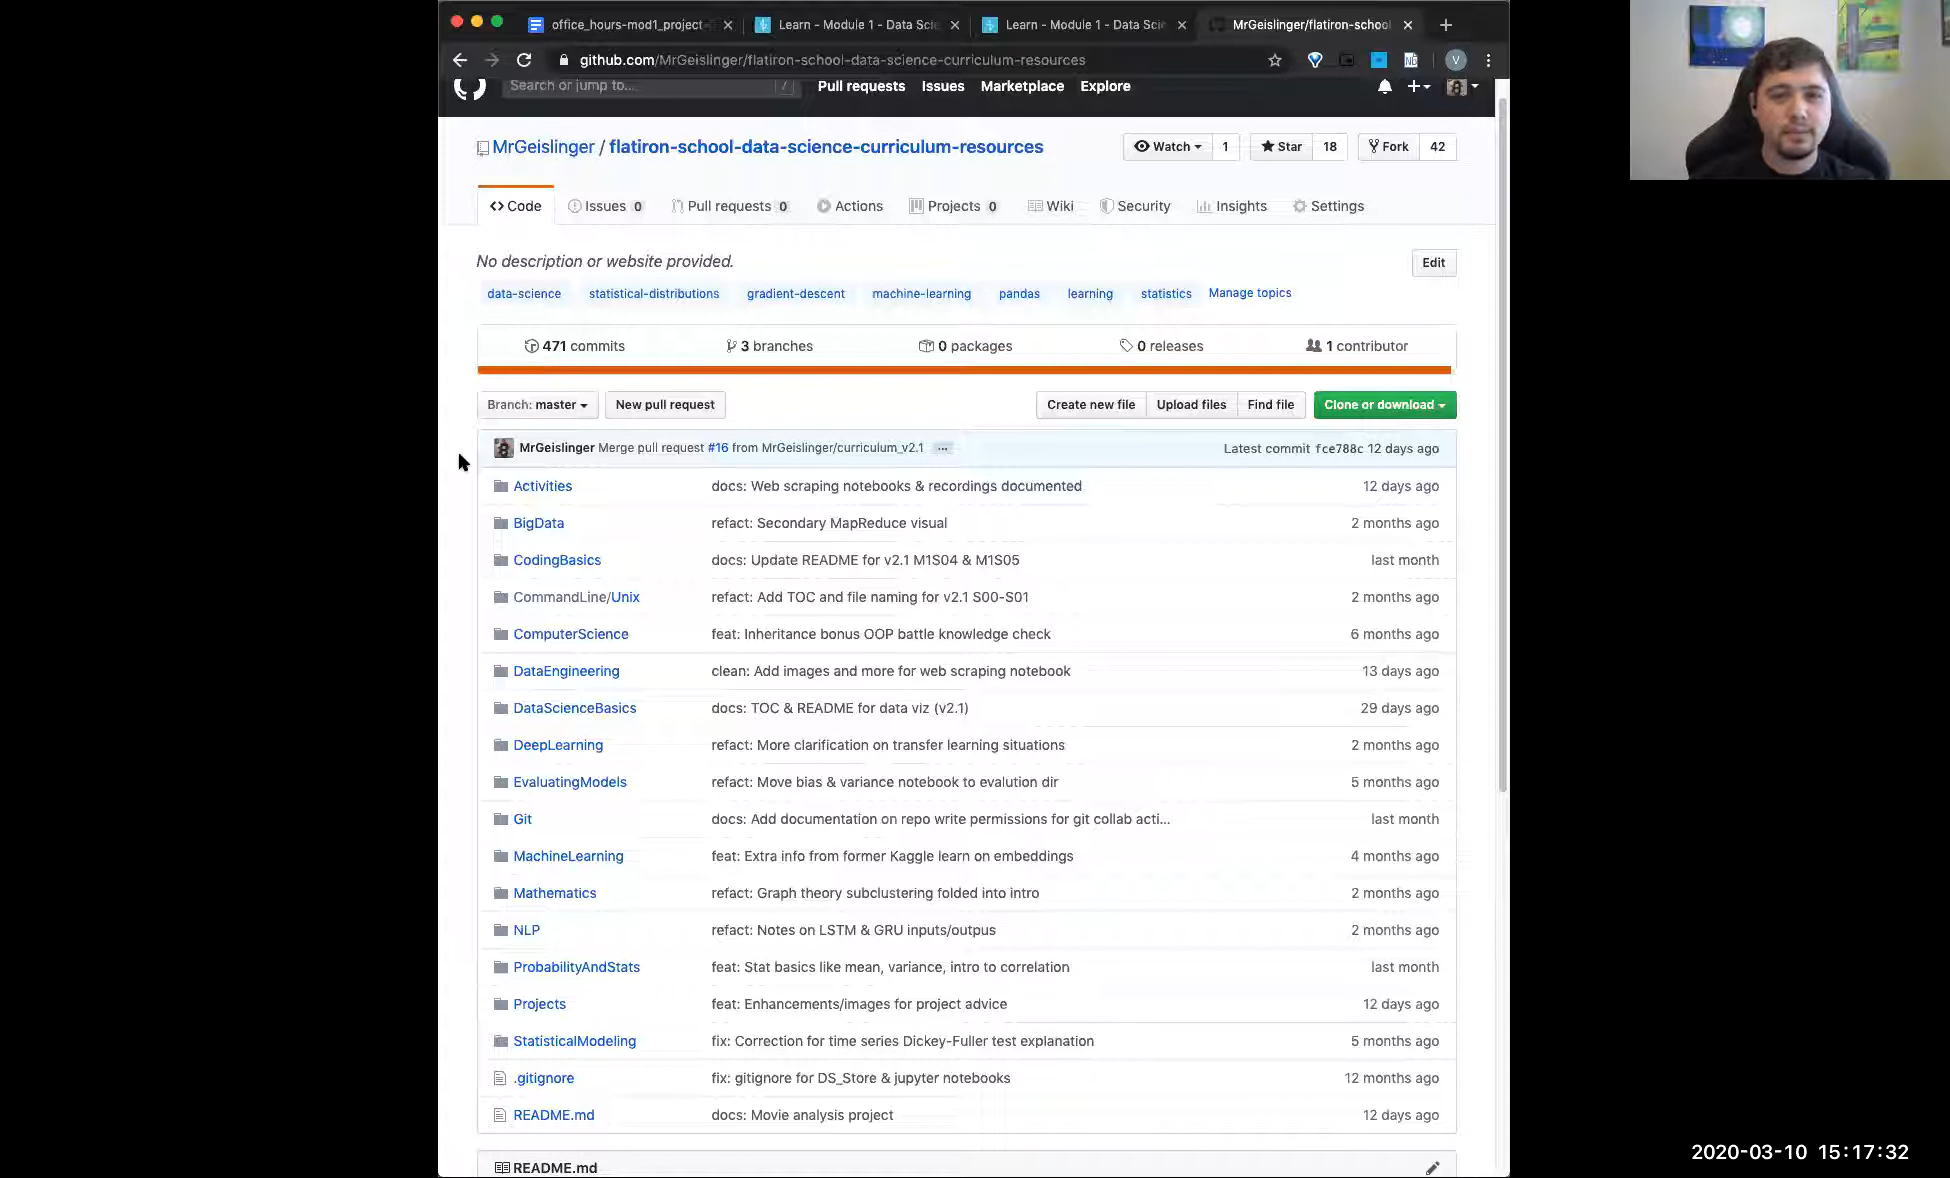 office_hours-mod1_project
Learn - Module 1 - Data Scie
Learn - Module 1 - Data Scie
MrGeislinger/flatiron-school
github.com/MrGeislinger/flatiron-school-data-science-curriculum-resources
V
Search or jump to...
/
Pull requests
Issues
Marketplace
Explore
MrGeislinger / flatiron-school-data-science-curriculum-resources
Watch 1
Star 18
Fork 42
Code
Issues 0
Pull requests 0
Actions
Projects 0
Wiki
Security
Insights
Settings
No description or website provided.
Edit
data-science statistical-distributions gradient-descent machine-learning pandas learning statistics Manage topics
471 commits
3 branches
0 packages
0 releases
1 contributor
Branch: master
New pull request
Create new file
Upload files
Find file
Clone or download
MrGeislinger Merge pull request #16 from MrGeislinger/curriculum_v2.1 ... Latest commit fce788c 12 days ago
Activities docs: Web scraping notebooks & recordings documented 12 days ago
BigData refact: Secondary MapReduce visual 2 months ago
CodingBasics docs: Update README for v2.1 M1S04 & M1S05 last month
CommandLine/Unix refact: Add TOC and file naming for v2.1 S00-S01 2 months ago
ComputerScience feat: Inheritance bonus OOP battle knowledge check 6 months ago
DataEngineering clean: Add images and more for web scraping notebook 13 days ago
DataScienceBasics docs: TOC & README for data viz (v2.1) 29 days ago
DeepLearning refact: More clarification on transfer learning situations 2 months ago
EvaluatingModels refact: Move bias & variance notebook to evalution dir 5 months ago
Git docs: Add documentation on repo write permissions for git collab acti... last month
MachineLearning feat: Extra info from former Kaggle learn on embeddings 4 months ago
Mathematics refact: Graph theory subclustering folded into intro 2 months ago
NLP refact: Notes on LSTM & GRU inputs/outpus 2 months ago
ProbabilityAndStats feat: Stat basics like mean, variance, intro to correlation last month
Projects feat: Enhancements/images for project advice 12 days ago
StatisticalModeling fix: Correction for time series Dickey-Fuller test explanation 5 months ago
.gitignore fix: gitignore for DS_Store & jupyter notebooks 12 months ago
README.md docs: Movie analysis project 12 days ago
README.md
2020-03-10 15:17:32